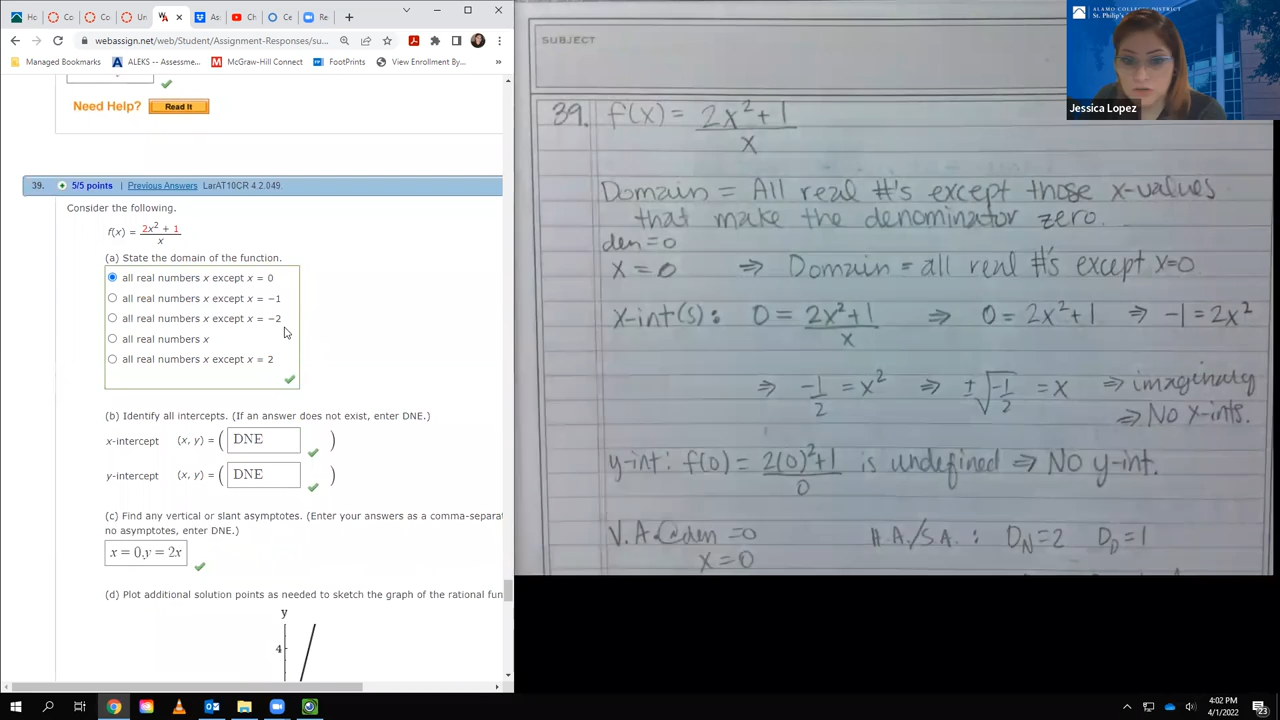 webassign.net/web/Student/Assignment-Responses/su...
Managed Bookmarks
ALEKS -- Assessme...
McGraw-Hill Connect
FootPrints
View Enrollment By...
»
Need Help? Read It
39. 5/5 points | Previous Answers LarAT10CR 4.2.049.
Consider the following.
f(x) = 2x² + 1 / x
(a) State the domain of the function.
all real numbers x except x = 0
all real numbers x except x = −1
all real numbers x except x = −2
all real numbers x
all real numbers x except x = 2
(b) Identify all intercepts. (If an answer does not exist, enter DNE.)
x-intercept (x, y) = ( DNE )
y-intercept (x, y) = ( DNE )
(c) Find any vertical or slant asymptotes. (Enter your answers as a comma-separat
no asymptotes, enter DNE.)
x = 0,y = 2x
(d) Plot additional solution points as needed to sketch the graph of the rational fun
y
4
SUBJECT
39. f(x) = 2x² + 1 / x
Domain = All real #'s except those x-values
that make the denominator zero.
den = 0
x = 0 ⇒ Domain = all real #'s except x=0
x-int(s): 0 = 2x²+1 / x ⇒ 0 = 2x²+1 ⇒ -1 = 2x²
⇒ -1/2 = x² ⇒ ±√-1/2 = x ⇒ imaginary
⇒ No x-ints.
y-int: f(0) = 2(0)²+1 / 0 is undefined ⇒ No y-int.
V.A. @ den = 0 H.A./S.A. : D_N = 2 D_D = 1
x = 0
ALAMO COLLEGES DISTRICT
St. Philip's
Jessica Lopez
4:02 PM
4/1/2022
23